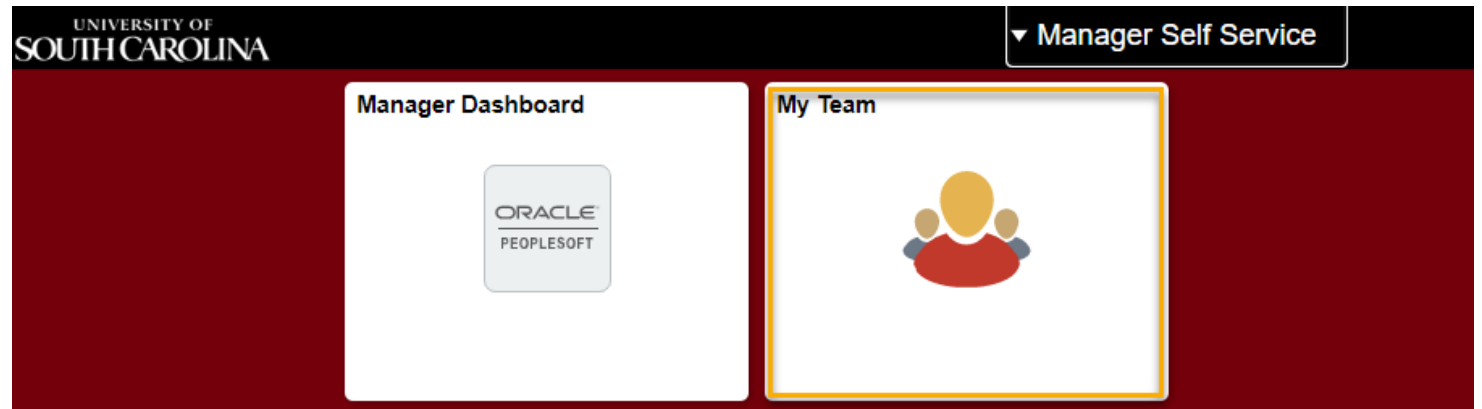 UNIVERSITY OF
SOUTH CAROLINA
Manager Self Service
Manager Dashboard
My Team
ORACLE
PEOPLESOFT